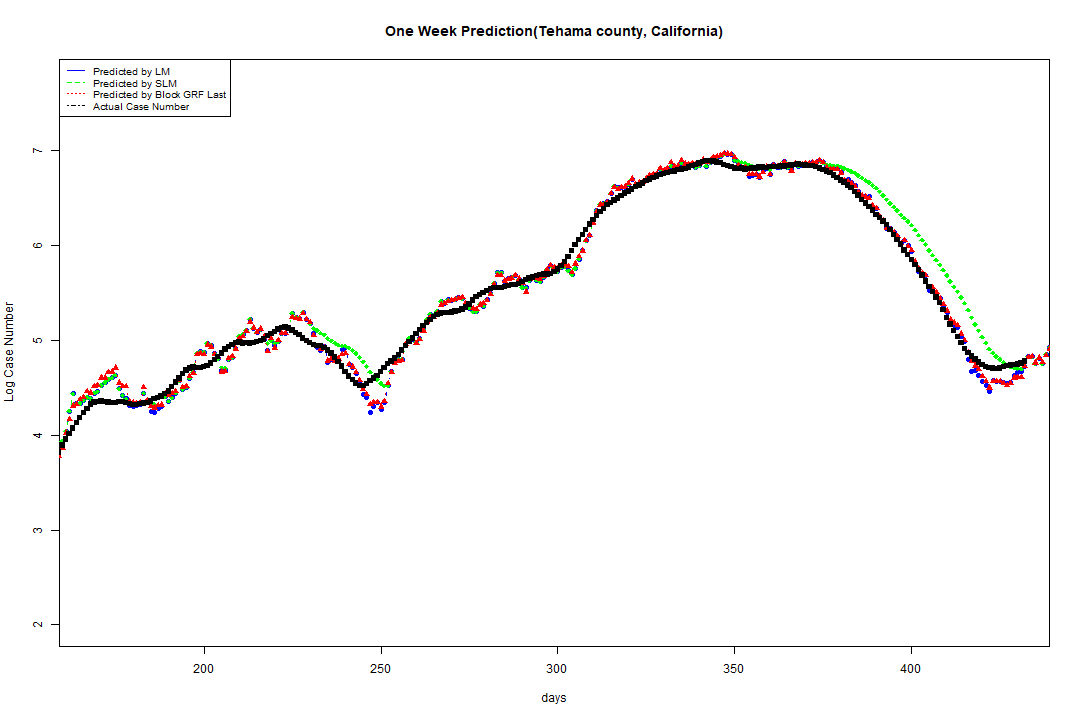 One Week Prediction(Tehama county, California)
Predicted by LM
Predicted by SLM
Predicted by Block GRF Last
Actual Case Number
7
6
5
4
3
2
Log Case Number
200 250 300 350 400
days